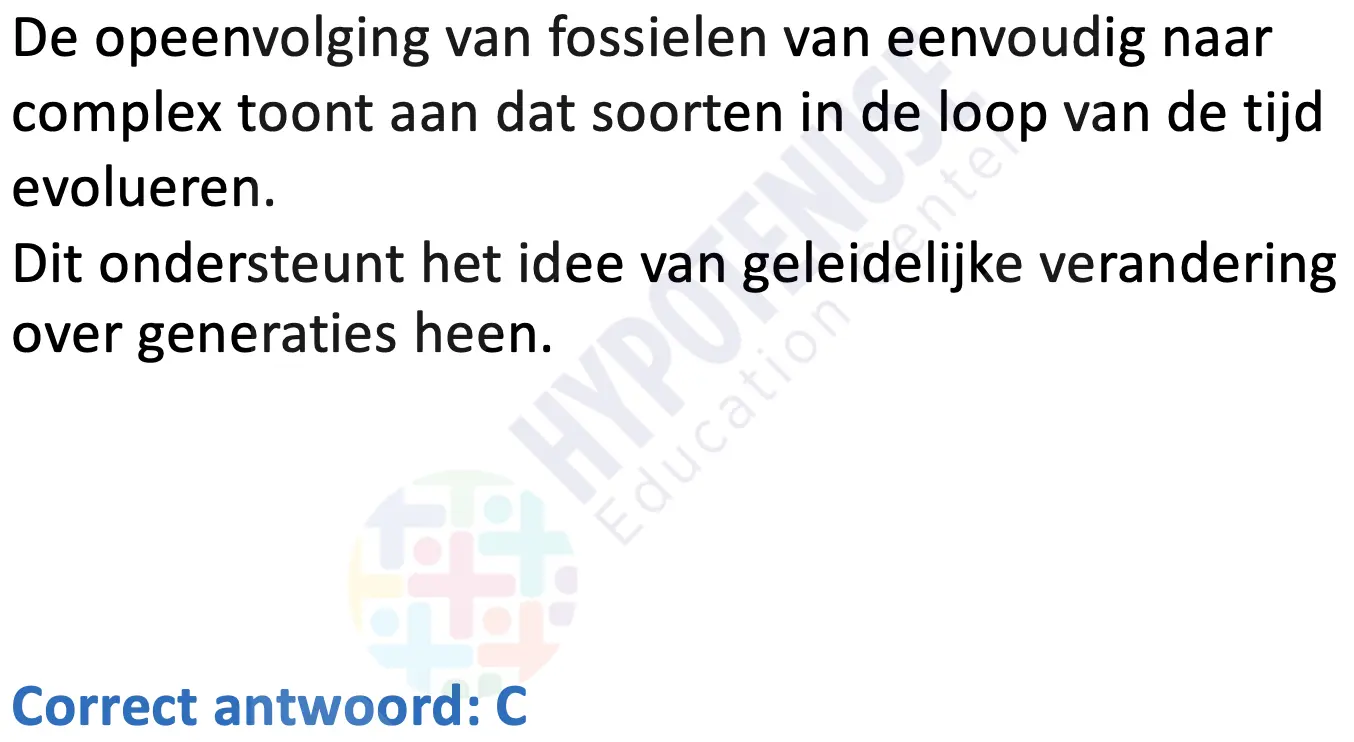 De opeenvolging van fossielen van eenvoudig naar
complex toont aan dat soorten in de loop van de tijd
evolueren.
Dit ondersteunt het idee van geleidelijke verandering
over generaties heen.
HYPOTENUSE
Education Center
Correct antwoord: C